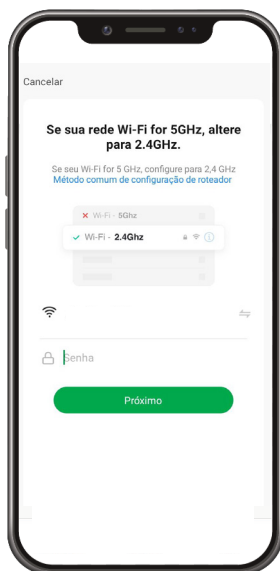 Cancelar
Se sua rede Wi-Fi for 5GHz, altere
para 2.4GHz.
Se seu Wi-Fi for 5 GHz, configure para 2,4 GHz
Método comum de configuração de roteador
Wi-Fi - 5Ghz
Wi-Fi - 2.4Ghz
Senha
Próximo